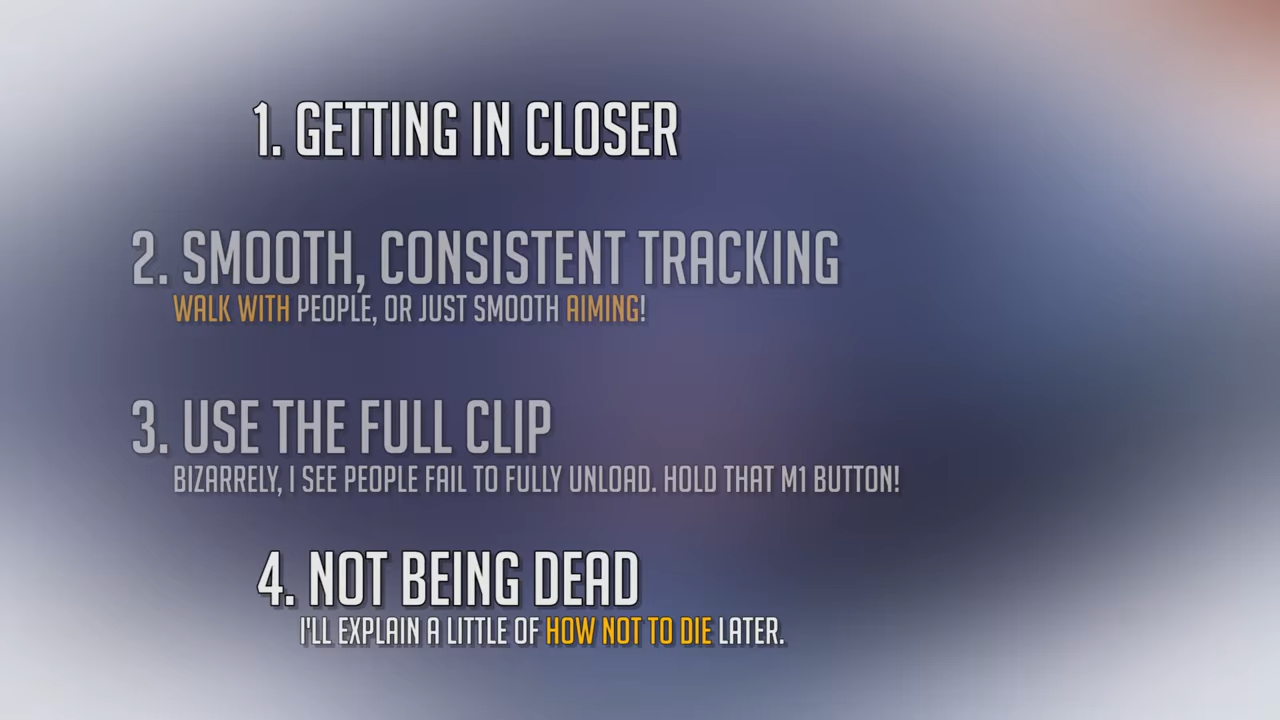 1. GETTING IN CLOSER
2. SMOOTH, CONSISTENT TRACKING
WALK WITH PEOPLE, OR JUST SMOOTH AIMING!
3. USE THE FULL CLIP
BIZARRELY, I SEE PEOPLE FAIL TO FULLY UNLOAD. HOLD THAT M1 BUTTON!
4. NOT BEING DEAD
I'LL EXPLAIN A LITTLE OF HOW NOT TO DIE LATER.